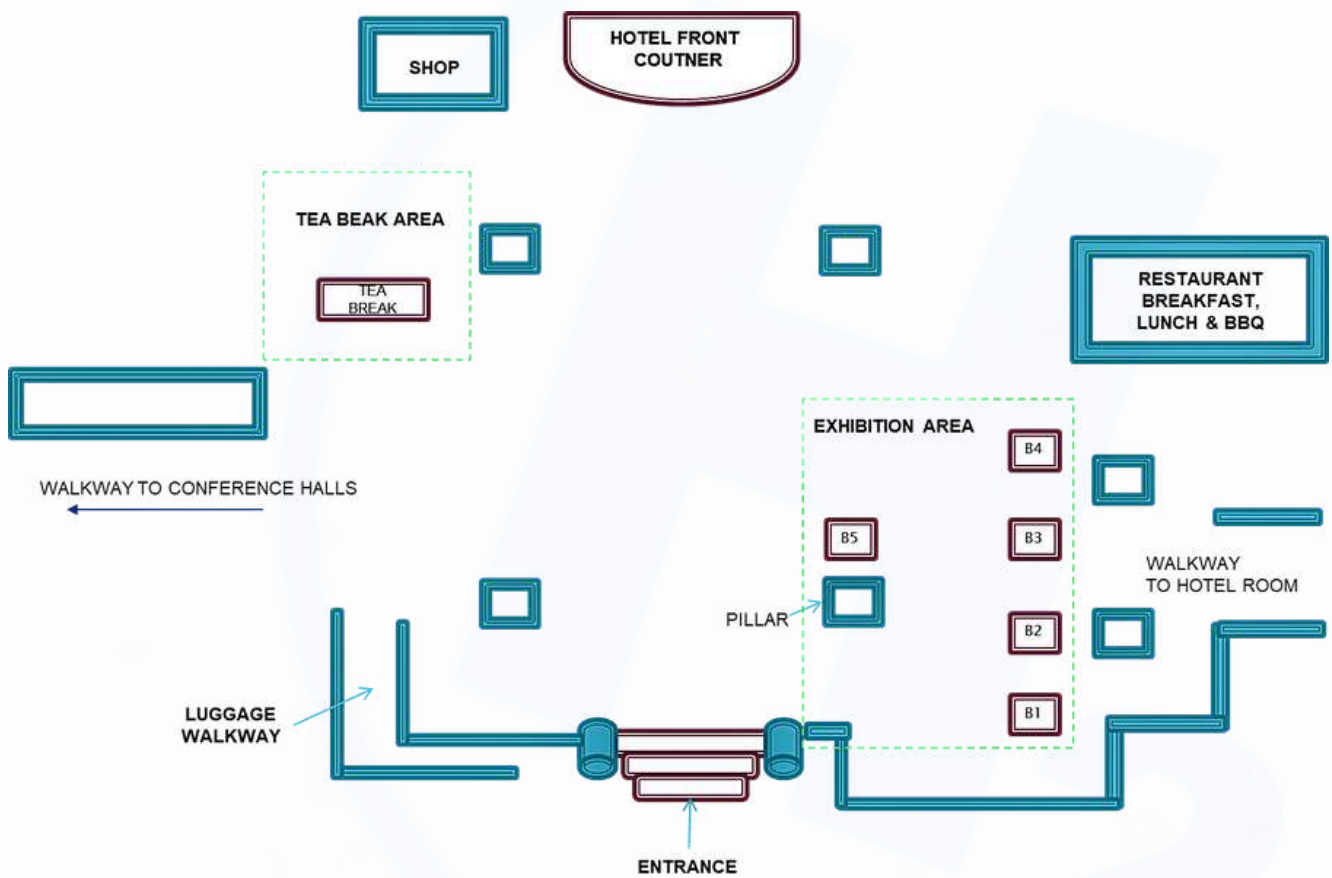 HOTEL FRONT
COUTNER
SHOP
TEA BEAK AREA
TEA
BREAK
RESTAURANT
BREAKFAST,
LUNCH & BBQ
EXHIBITION AREA
B4
WALKWAY TO CONFERENCE HALLS
B5
B3
WALKWAY
TO HOTEL ROOM
PILLAR
B2
B1
LUGGAGE
WALKWAY
ENTRANCE